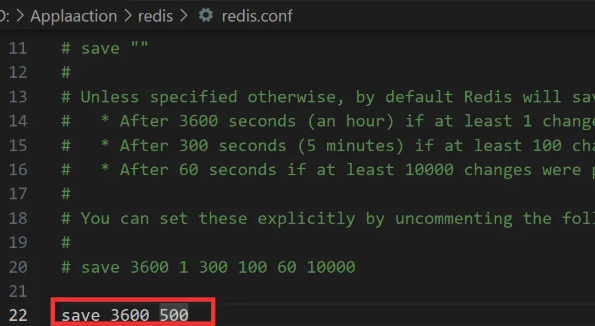 D: > Applaaction > redis > redis.conf
11 # save ""
12 #
13 # Unless specified otherwise, by default Redis will sav
14 # * After 3600 seconds (an hour) if at least 1 change
15 # * After 300 seconds (5 minutes) if at least 100 cha
16 # * After 60 seconds if at least 10000 changes were p
17 #
18 # You can set these explicitly by uncommenting the foll
19 #
20 # save 3600 1 300 100 60 10000
21
22 save 3600 500